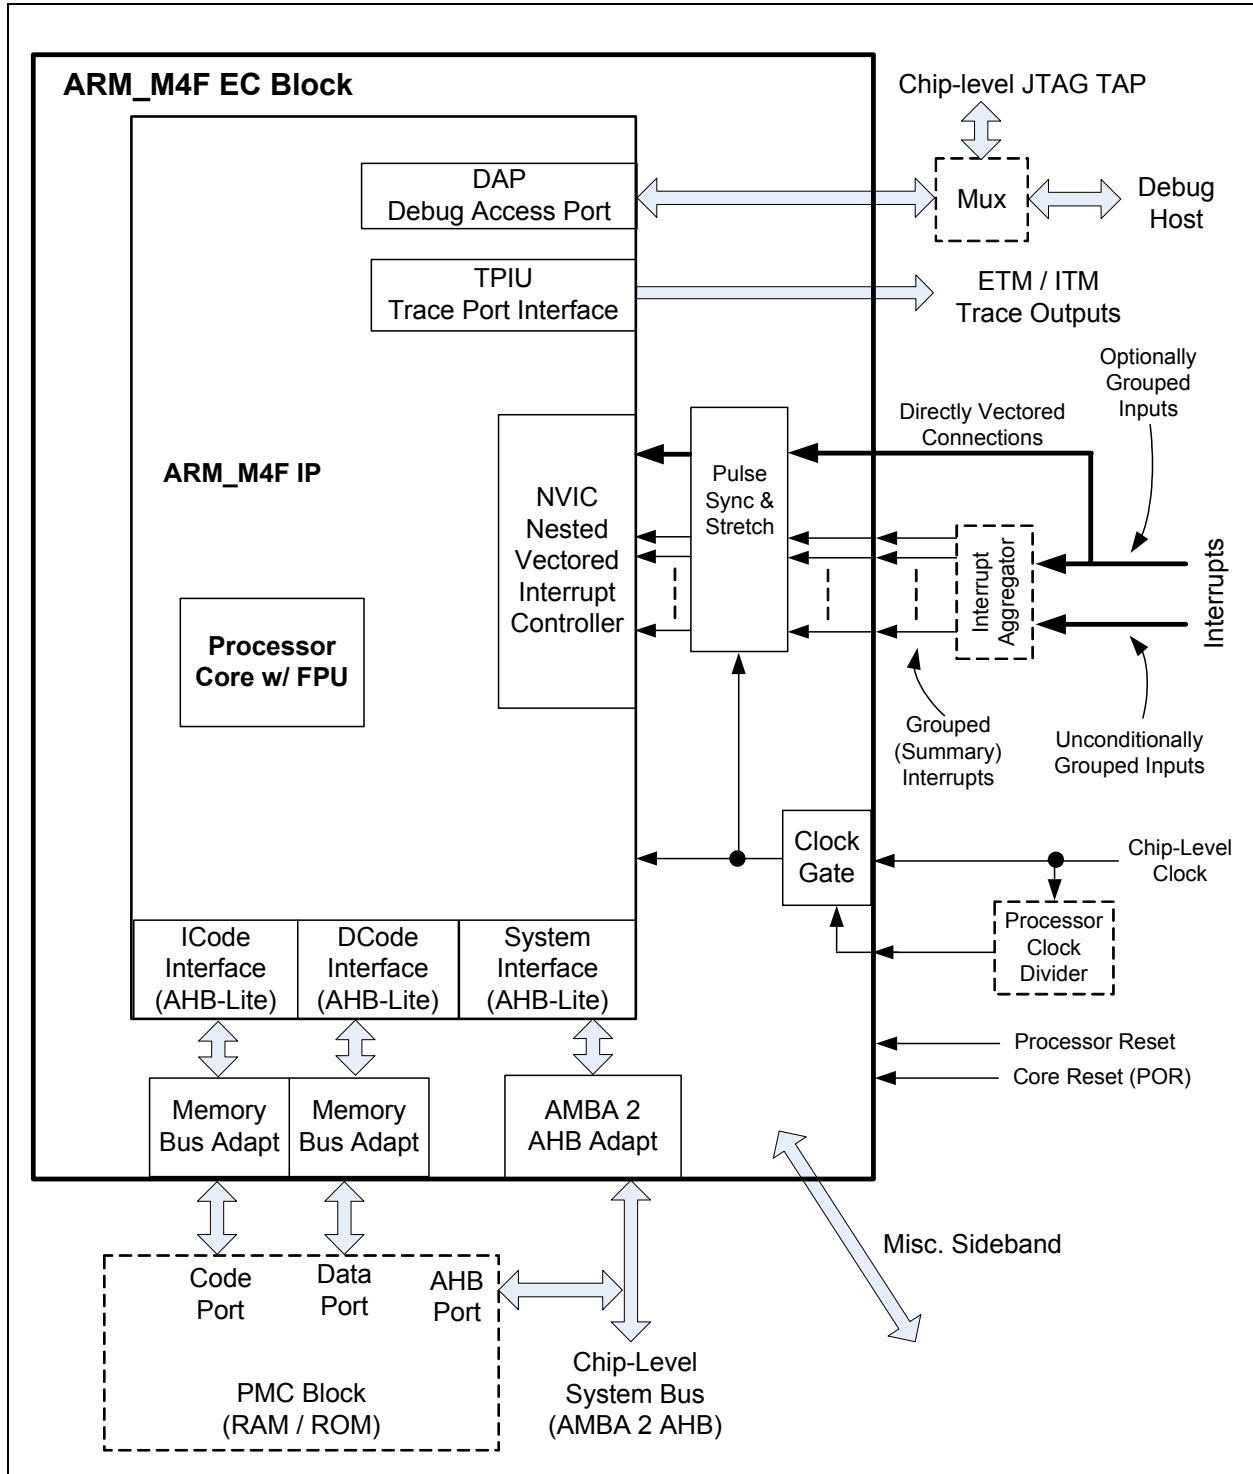 ARM_M4F EC Block
Chip-level JTAG TAP
DAP
Debug Access Port
Mux
Debug
Host
TPIU
Trace Port Interface
ETM / ITM
Trace Outputs
Optionally
Grouped
Inputs
Directly Vectored
Connections
ARM_M4F IP
NVIC
Nested
Vectored
Interrupt
Controller
Pulse
Sync &
Stretch
Interrupt
Aggregator
Interrupts
Processor
Core w/ FPU
Grouped
(Summary)
Interrupts
Unconditionally
Grouped Inputs
Clock
Gate
Chip-Level
Clock
Processor
Clock
Divider
ICode
Interface
(AHB-Lite)
DCode
Interface
(AHB-Lite)
System
Interface
(AHB-Lite)
Processor Reset
Core Reset (POR)
Memory
Bus Adapt
Memory
Bus Adapt
AMBA 2
AHB Adapt
Misc. Sideband
Code
Port
Data
Port
AHB
Port
PMC Block
(RAM / ROM)
Chip-Level
System Bus
(AMBA 2 AHB)